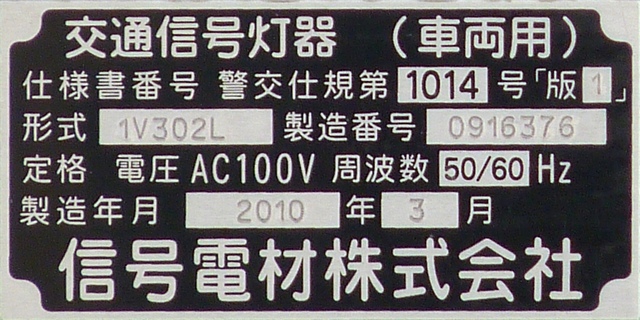 交通信号灯器 （車両用）
仕様書番号 警交仕規第 1014 号「版 1」
形式 1V302L 製造番号 0916376
定格 電圧 AC100V 周波数 50/60 Hz
製造年月 2010 年 3 月
信号電材株式会社